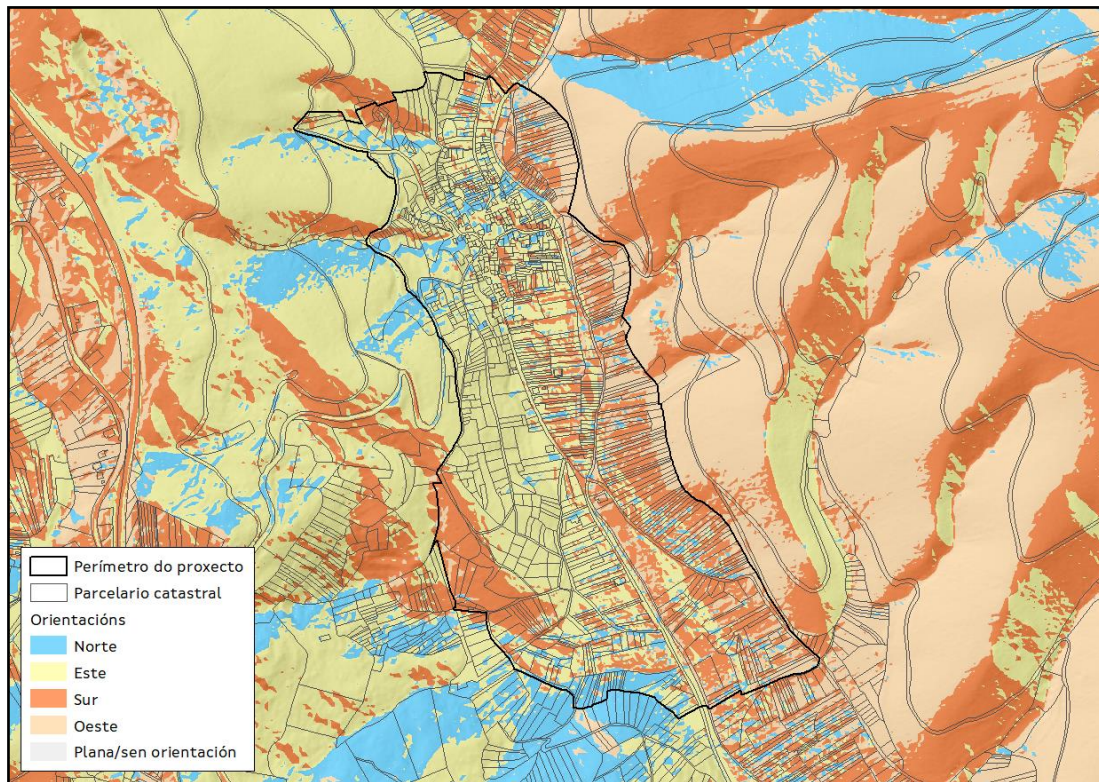 Perímetro do proxecto
Parcelario catastral
Orientacións
Norte
Este
Sur
Oeste
Plana/sen orientación